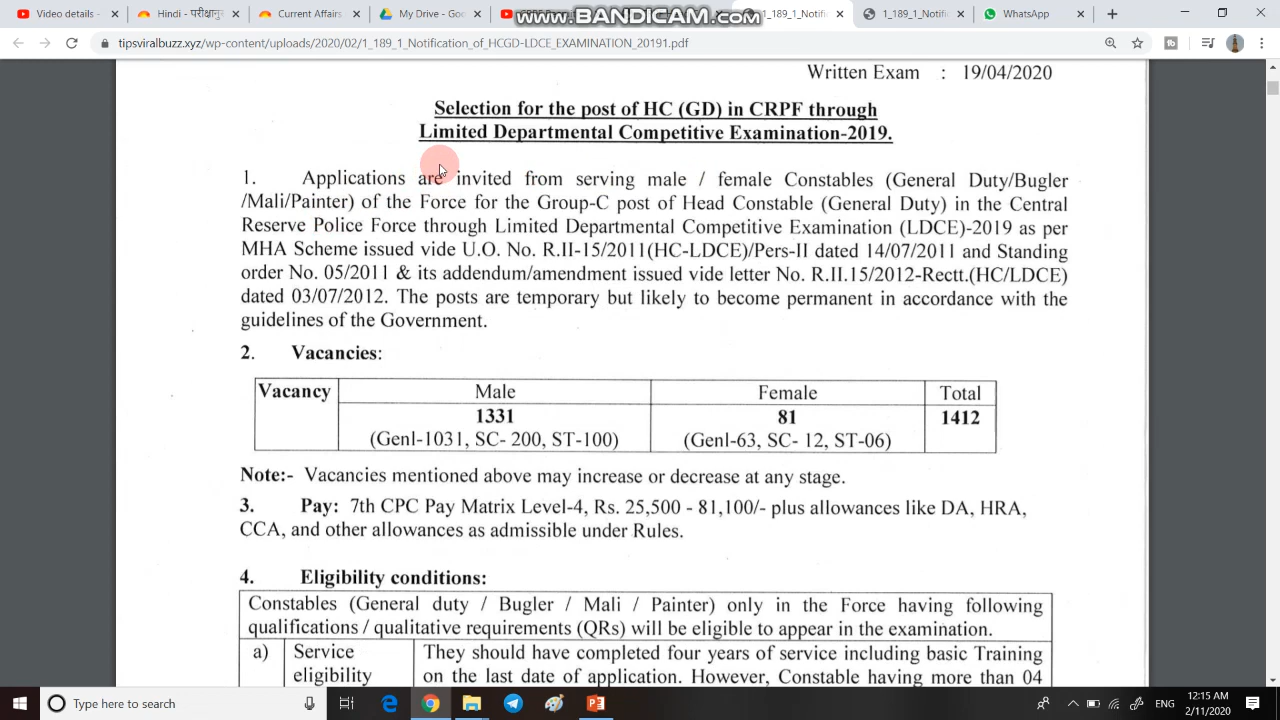 Video details -
Hindi - परीक्षा
Current Affairs
My Drive - Goo
www.BANDICAM.com
1_189_1_Notifi
1_189_1_Notifi
WhatsApp
tipsviralbuzz.xyz/wp-content/uploads/2020/02/1_189_1_Notification_of_HCGD-LDCE_EXAMINATION_20191.pdf
Written Exam : 19/04/2020
Selection for the post of HC (GD) in CRPF through
Limited Departmental Competitive Examination-2019.
1. Applications are invited from serving male / female Constables (General Duty/Bugler
/Mali/Painter) of the Force for the Group-C post of Head Constable (General Duty) in the Central
Reserve Police Force through Limited Departmental Competitive Examination (LDCE)-2019 as per
MHA Scheme issued vide U.O. No. R.II-15/2011(HC-LDCE)/Pers-II dated 14/07/2011 and Standing
order No. 05/2011 & its addendum/amendment issued vide letter No. R.II.15/2012-Rectt.(HC/LDCE)
dated 03/07/2012. The posts are temporary but likely to become permanent in accordance with the
guidelines of the Government.
2. Vacancies:
Vacancy Male Female Total
1331 81 1412
(Genl-1031, SC- 200, ST-100) (Genl-63, SC- 12, ST-06)
Note:- Vacancies mentioned above may increase or decrease at any stage.
3. Pay: 7th CPC Pay Matrix Level-4, Rs. 25,500 - 81,100/- plus allowances like DA, HRA,
CCA, and other allowances as admissible under Rules.
4. Eligibility conditions:
Constables (General duty / Bugler / Mali / Painter) only in the Force having following
qualifications / qualitative requirements (QRs) will be eligible to appear in the examination.
a) Service They should have completed four years of service including basic Training
eligibility on the last date of application. However, Constable having more than 04
Type here to search
ENG
12:15 AM
2/11/2020